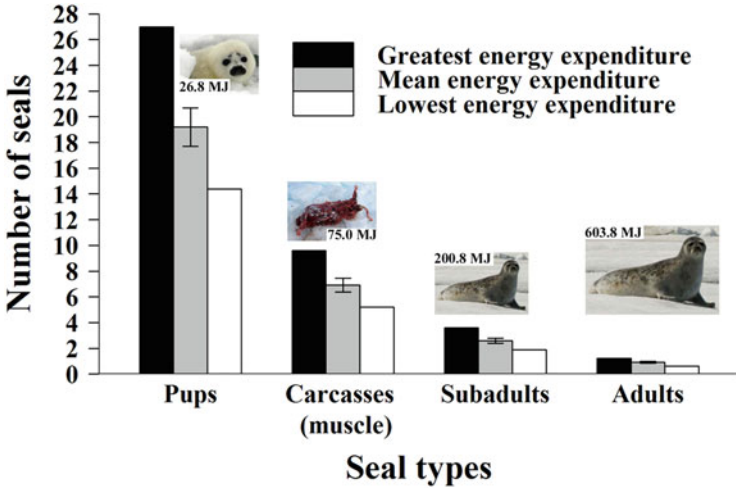 28
26
24
22
20
18
16
14
12
10
8
6
4
2
0
Number of seals
Greatest energy expenditure
Mean energy expenditure
Lowest energy expenditure
26.8 MJ
75.0 MJ
200.8 MJ
603.8 MJ
Pups
Carcasses
(muscle)
Subadults
Adults
Seal types